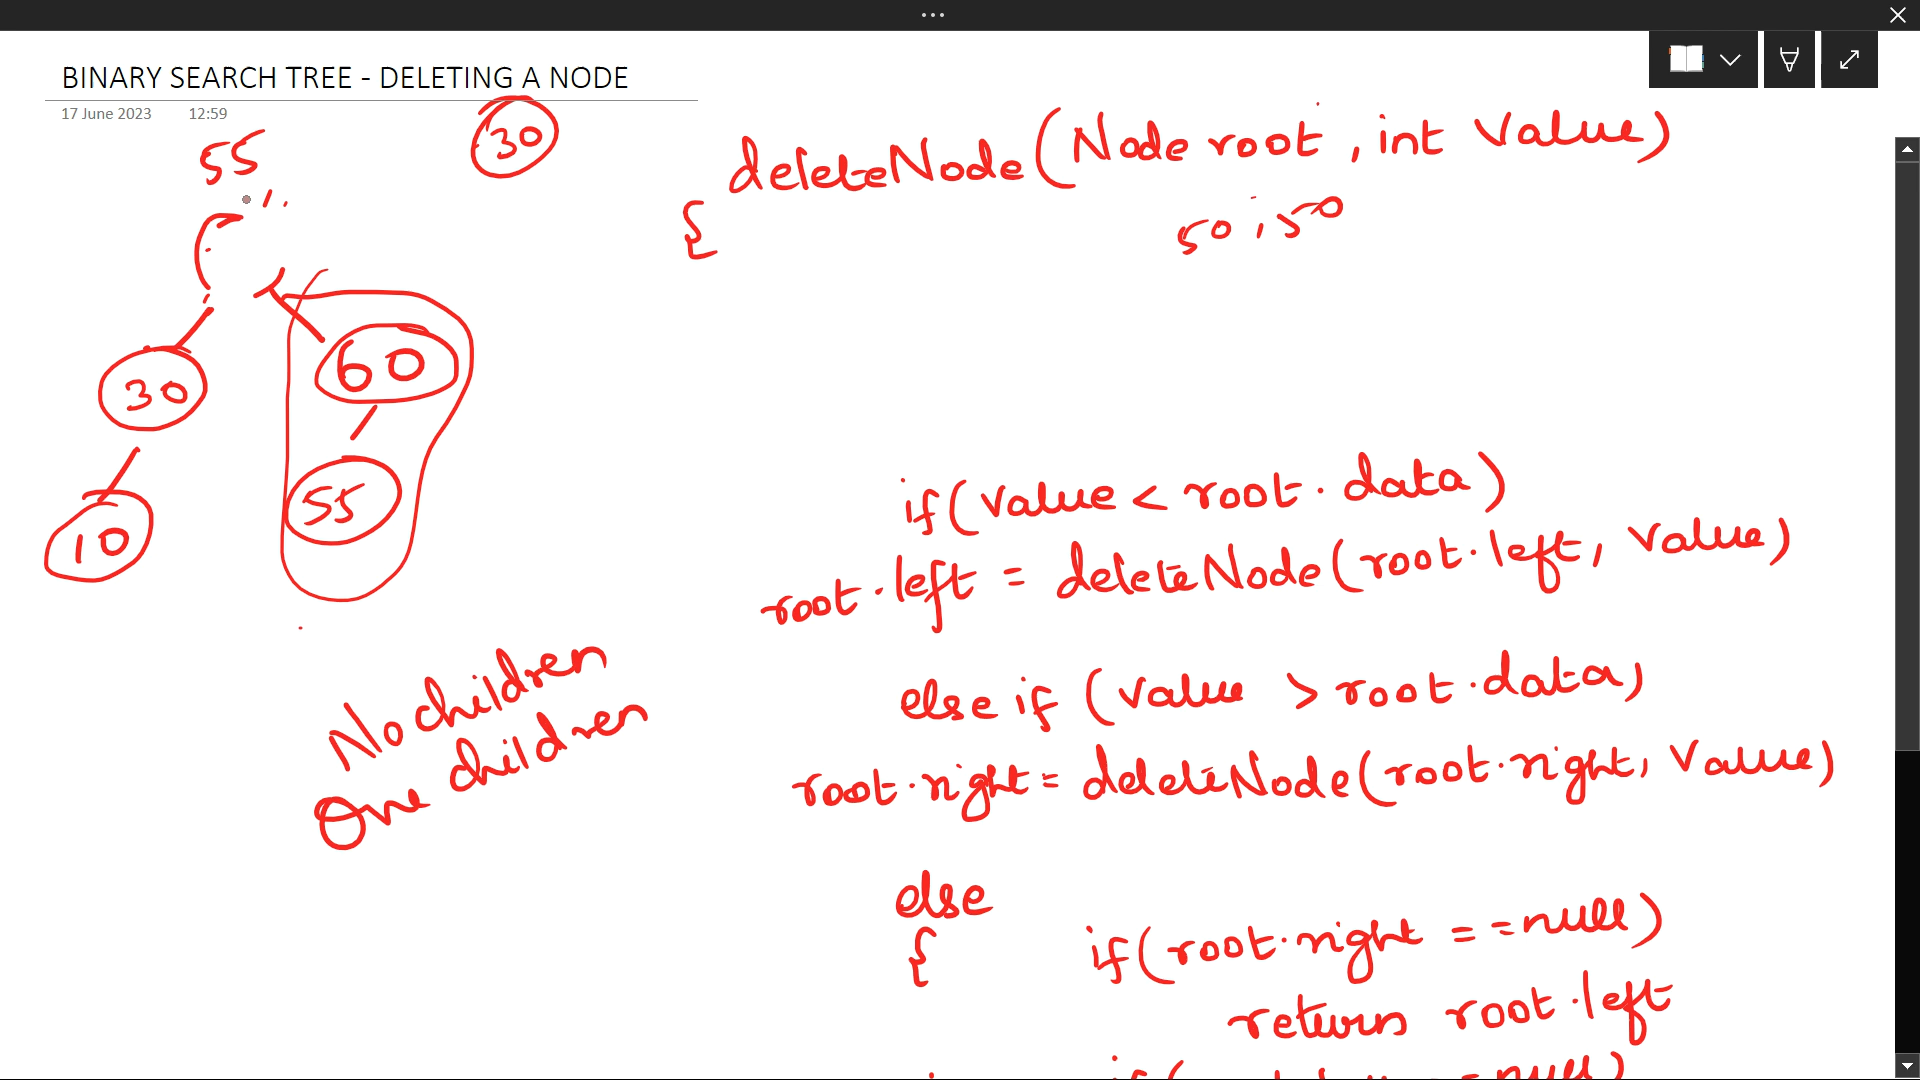 BINARY SEARCH TREE - DELETING A NODE
17 June 2023 12:59
55
30
deleteNode(Node root, int value)
{
50, 50
60
30
55
10
if(value < root.data)
root.left = deleteNode(root.left, value)
else if (value > root.data)
root.right = deleteNode(root.right, value)
No children
One children
else
{
if(root.right == null)
return root.left